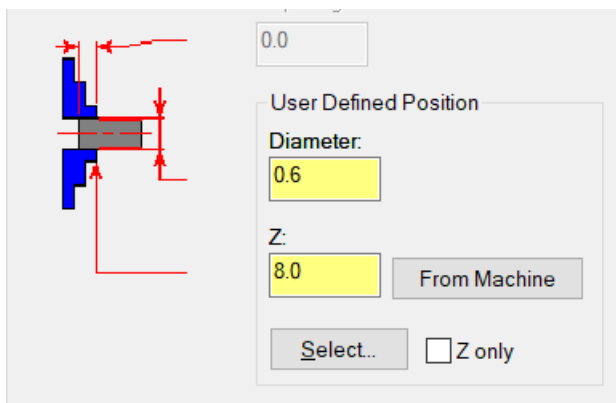 0.0
User Defined Position
Diameter:
0.6
Z:
8.0
From Machine
Select...
Z only